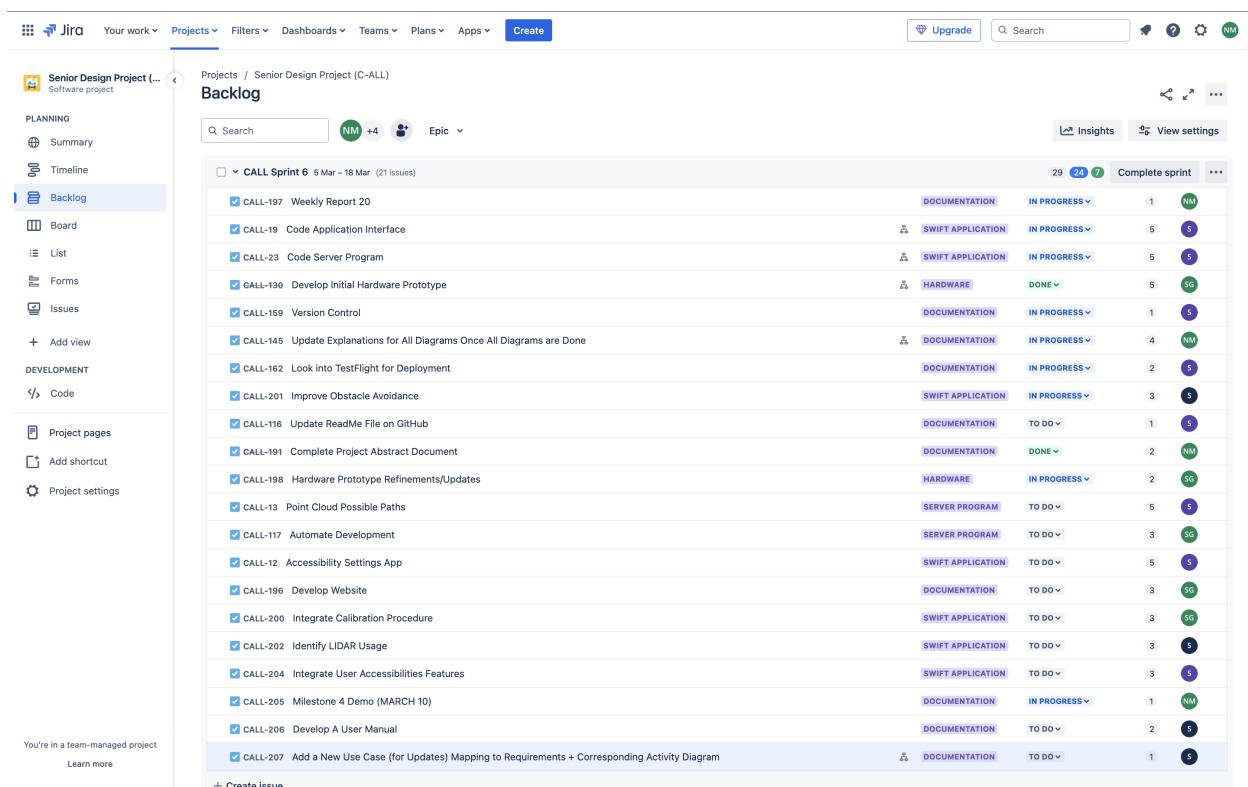 Jira Your work Projects Filters Dashboards Teams Plans Apps Create Upgrade Search NM
Senior Design Project (...
Software project
PLANNING
Summary
Timeline
Backlog
Board
List
Forms
Issues
Add view
DEVELOPMENT
Code
Project pages
Add shortcut
Project settings
You're in a team-managed project
Learn more
Projects / Senior Design Project (C-ALL)
Backlog
Search NM +4 Epic Insights View settings
CALL Sprint 6 5 Mar – 18 Mar (21 issues) 29 24 7 Complete sprint
CALL-197 Weekly Report 20 DOCUMENTATION IN PROGRESS 1 NM
CALL-19 Code Application Interface SWIFT APPLICATION IN PROGRESS 5 S
CALL-23 Code Server Program SWIFT APPLICATION IN PROGRESS 5 S
CALL-130 Develop Initial Hardware Prototype HARDWARE DONE 5 SG
CALL-159 Version Control DOCUMENTATION IN PROGRESS 1 S
CALL-145 Update Explanations for All Diagrams Once All Diagrams are Done DOCUMENTATION IN PROGRESS 4 NM
CALL-162 Look into TestFlight for Deployment DOCUMENTATION IN PROGRESS 2 S
CALL-201 Improve Obstacle Avoidance SWIFT APPLICATION IN PROGRESS 3 S
CALL-116 Update ReadMe File on GitHub DOCUMENTATION TO DO 1 S
CALL-191 Complete Project Abstract Document DOCUMENTATION DONE 2 NM
CALL-198 Hardware Prototype Refinements/Updates HARDWARE IN PROGRESS 2 SG
CALL-13 Point Cloud Possible Paths SERVER PROGRAM TO DO 5 S
CALL-117 Automate Development SERVER PROGRAM TO DO 3 SG
CALL-12 Accessibility Settings App SWIFT APPLICATION TO DO 5 S
CALL-196 Develop Website DOCUMENTATION TO DO 3 SG
CALL-200 Integrate Calibration Procedure SWIFT APPLICATION TO DO 3 SG
CALL-202 Identify LIDAR Usage SWIFT APPLICATION TO DO 3 S
CALL-204 Integrate User Accessibilities Features SWIFT APPLICATION TO DO 3 S
CALL-205 Milestone 4 Demo (MARCH 10) DOCUMENTATION IN PROGRESS 1 NM
CALL-206 Develop A User Manual DOCUMENTATION TO DO 2 S
CALL-207 Add a New Use Case (for Updates) Mapping to Requirements + Corresponding Activity Diagram DOCUMENTATION TO DO 1 S
+ Create issue